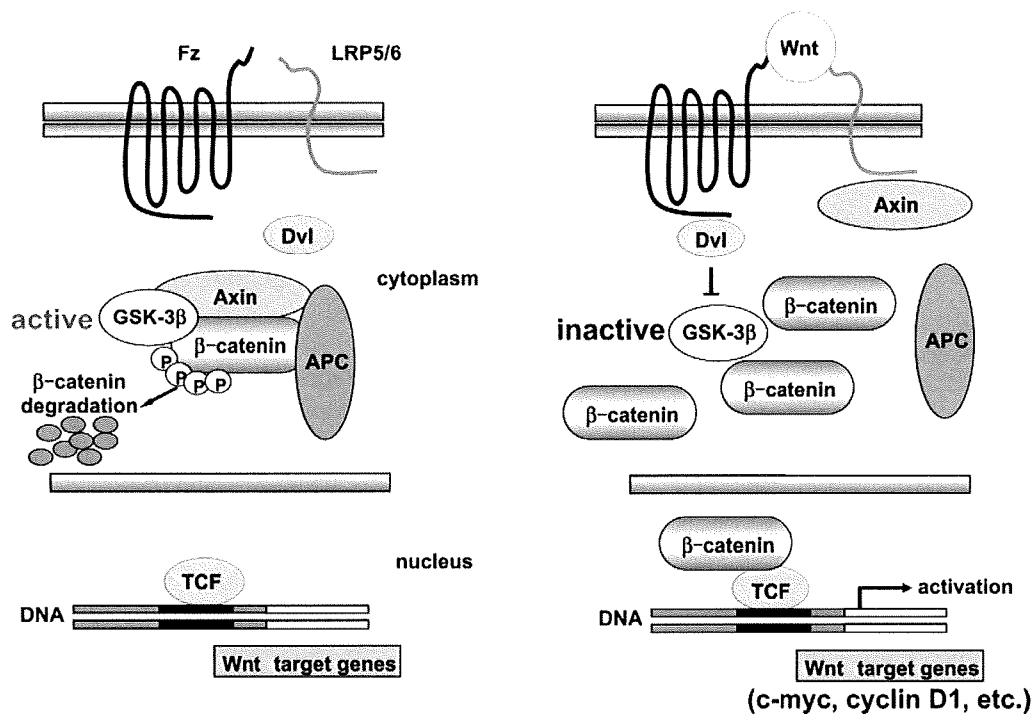 Fz
LRP5/6
Dvl
cytoplasm
Axin
active
GSK-3β
β-catenin
APC
P
P
P
P
β-catenin
degradation
nucleus
TCF
DNA
Wnt target genes
Wnt
Axin
Dvl
β-catenin
inactive
GSK-3β
APC
β-catenin
β-catenin
β-catenin
TCF
activation
DNA
Wnt target genes
(c-myc, cyclin D1, etc.)